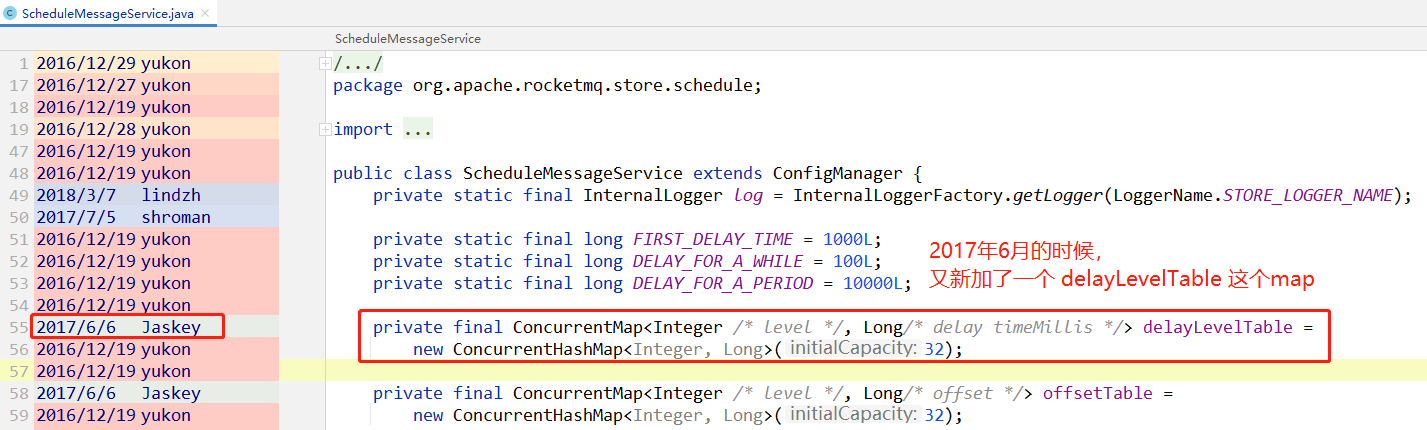 ScheduleMessageService.java ×
ScheduleMessageService
1 2016/12/29 yukon /.../
17 2016/12/27 yukon package org.apache.rocketmq.store.schedule;
18 2016/12/19 yukon
19 2016/12/28 yukon import ...
47 2016/12/19 yukon
48 2016/12/19 yukon public class ScheduleMessageService extends ConfigManager {
49 2018/3/7 lindzh private static final InternalLogger log = InternalLoggerFactory.getLogger(LoggerName.STORE_LOGGER_NAME);
50 2017/7/5 shroman
51 2016/12/19 yukon private static final long FIRST_DELAY_TIME = 1000L;
52 2016/12/19 yukon private static final long DELAY_FOR_A_WHILE = 100L;
53 2016/12/19 yukon private static final long DELAY_FOR_A_PERIOD = 10000L;
2017年6月的时候,
又新加了一个 delayLevelTable 这个map
54 2016/12/19 yukon
55 2017/6/6 Jaskey private final ConcurrentMap<Integer /* level */, Long/* delay timeMillis */> delayLevelTable =
56 2016/12/19 yukon new ConcurrentHashMap<Integer, Long>( initialCapacity: 32);
57 2016/12/19 yukon
58 2017/6/6 Jaskey private final ConcurrentMap<Integer /* level */, Long/* offset */> offsetTable =
59 2016/12/19 yukon new ConcurrentHashMap<Integer, Long>( initialCapacity: 32);